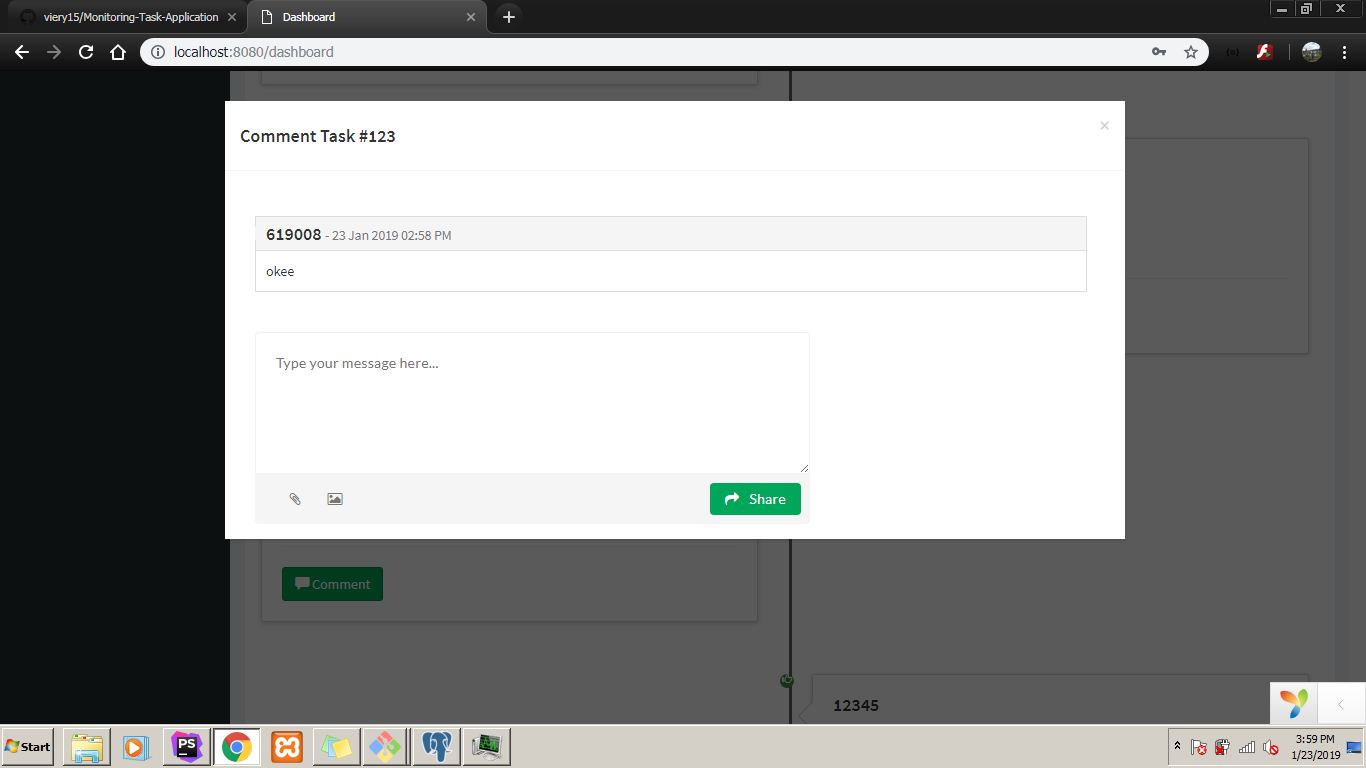 viery15/Monitoring-Task-Application
Dashboard
localhost:8080/dashboard
Comment Task #123
×
619008 - 23 Jan 2019 02:58 PM
okee
Type your message here...
Share
Comment
12345
Start
PS
3:59 PM
1/23/2019